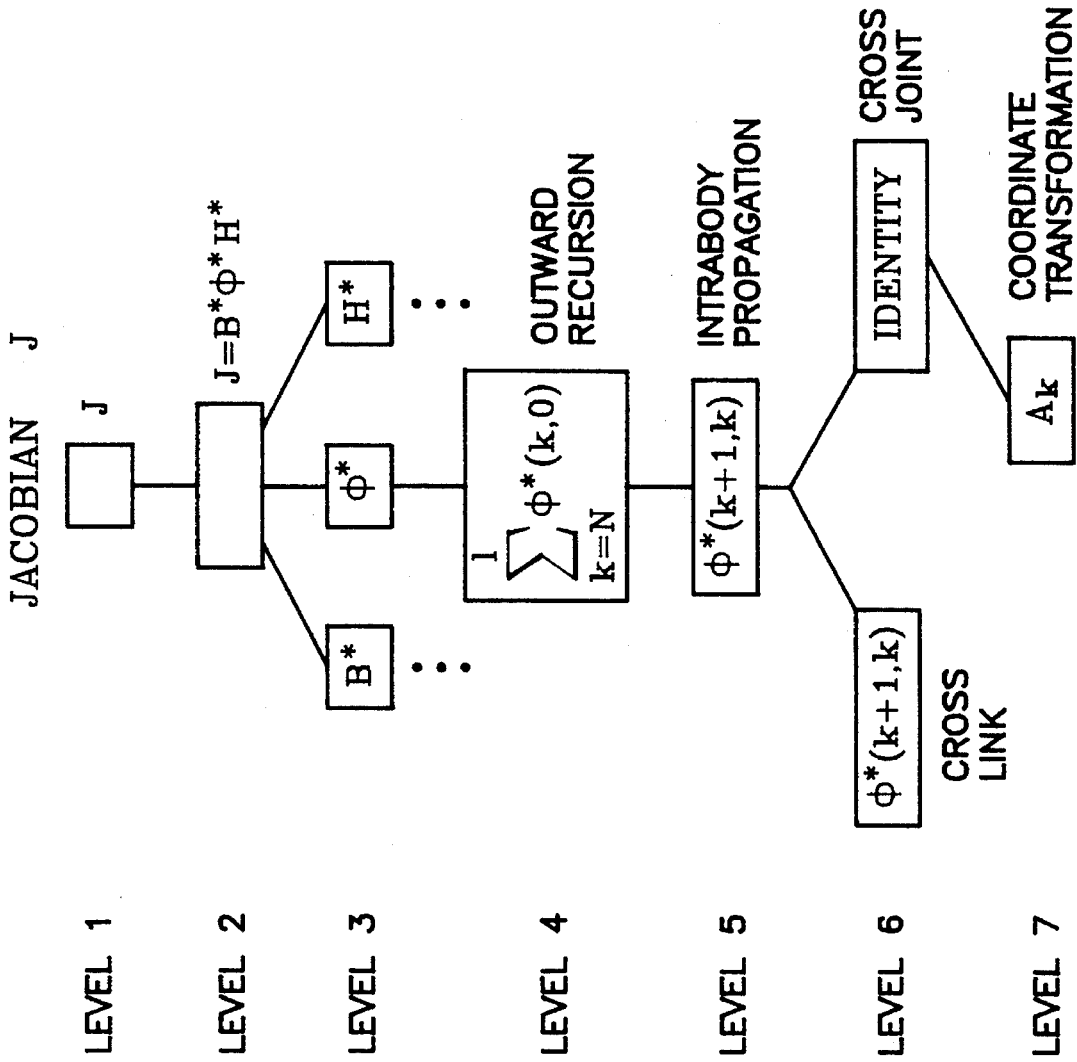 JACOBIAN J
LEVEL 1
J
LEVEL 2
J=B*ϕ*H*
LEVEL 3
B*
ϕ*
H*
• • •
• • •
LEVEL 4
1
∑ ϕ*(k,0)
k=N
OUTWARD
RECURSION
LEVEL 5
ϕ*(k+1,k)
INTRABODY
PROPAGATION
LEVEL 6
ϕ*(k+1,k)
CROSS
LINK
IDENTITY
CROSS
JOINT
LEVEL 7
Ak
COORDINATE
TRANSFORMATION